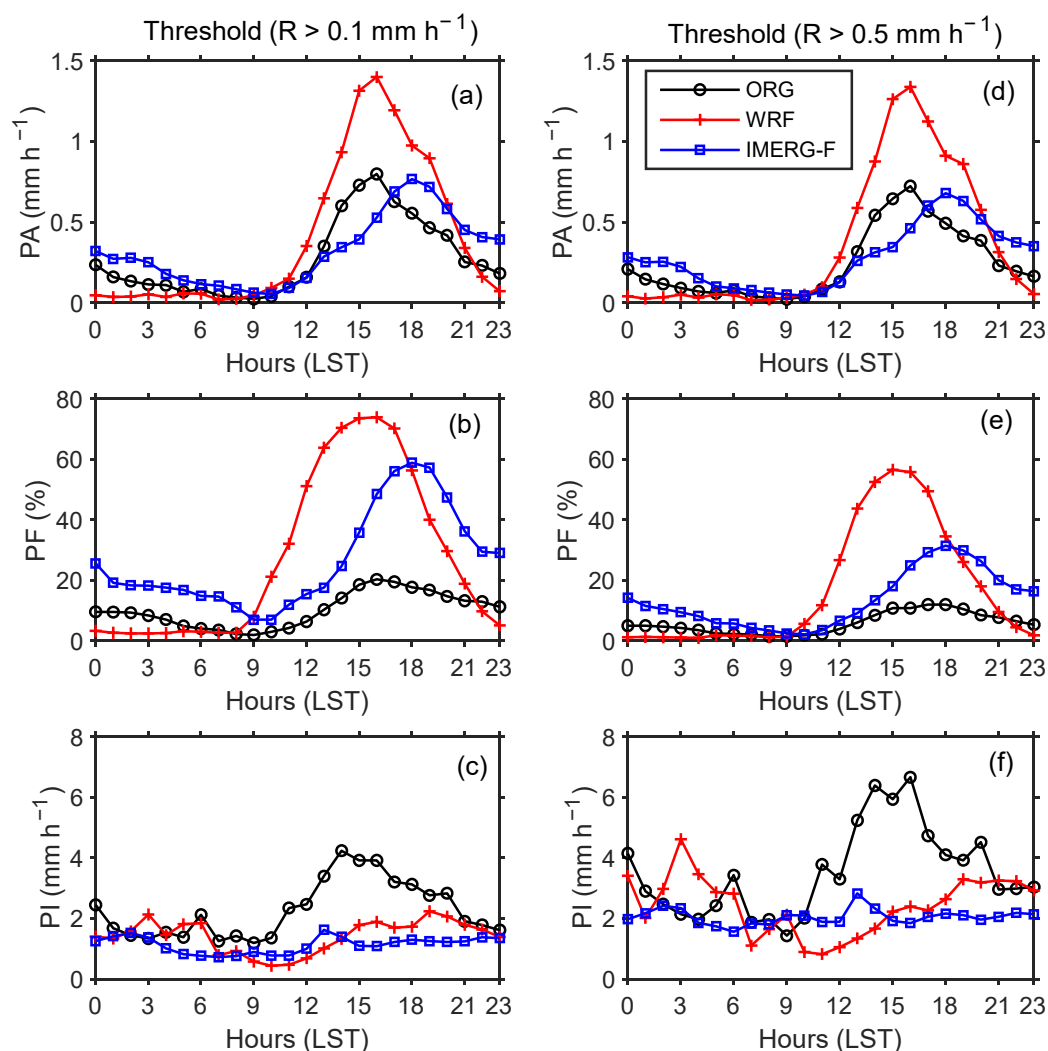 Threshold (R > 0.1 mm h⁻¹)
1.5
1
0.5
0
PA (mm h⁻¹)
(a)
0 3 6 9 12 15 18 21 23
Hours (LST)
Threshold (R > 0.5 mm h⁻¹)
1.5
1
0.5
0
PA (mm h⁻¹)
(d)
ORG
WRF
IMERG-F
0 3 6 9 12 15 18 21 23
Hours (LST)
80
60
40
20
0
PF (%)
(b)
0 3 6 9 12 15 18 21 23
Hours (LST)
80
60
40
20
0
PF (%)
(e)
0 3 6 9 12 15 18 21 23
Hours (LST)
8
6
4
2
0
PI (mm h⁻¹)
(c)
0 3 6 9 12 15 18 21 23
Hours (LST)
8
6
4
2
0
PI (mm h⁻¹)
(f)
0 3 6 9 12 15 18 21 23
Hours (LST)